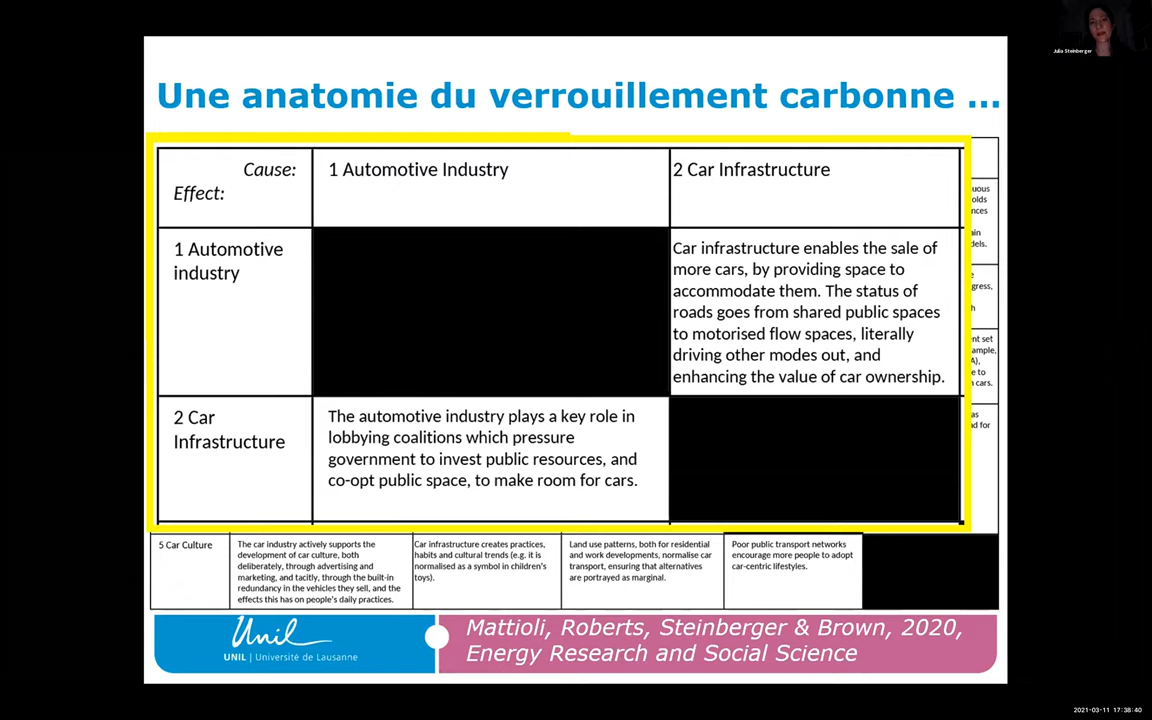 Julia Steinberger
Une anatomie du verrouillement carbonne ...
Cause:
Effect:
1 Automotive Industry
2 Car Infrastructure
1 Automotive
industry
Car infrastructure enables the sale of
more cars, by providing space to
accommodate them. The status of
roads goes from shared public spaces
to motorised flow spaces, literally
driving other modes out, and
enhancing the value of car ownership.
2 Car
Infrastructure
The automotive industry plays a key role in
lobbying coalitions which pressure
government to invest public resources, and
co-opt public space, to make room for cars.
5 Car Culture
The car industry actively supports the
development of car culture, both
deliberately, through advertising and
marketing, and tacitly, through the built-in
redundancy in the vehicles they sell, and the
effects this has on people's daily practices.
Car infrastructure creates practices,
habits and cultural trends (e.g. it is
normalised as a symbol in children's
toys).
Land use patterns, both for residential
and work developments, normalise car
transport, ensuring that alternatives
are portrayed as marginal.
Poor public transport networks
encourage more people to adopt
car-centric lifestyles.
Unil
UNIL | Université de Lausanne
Mattioli, Roberts, Steinberger & Brown, 2020,
Energy Research and Social Science
2021-03-11 17:38:40